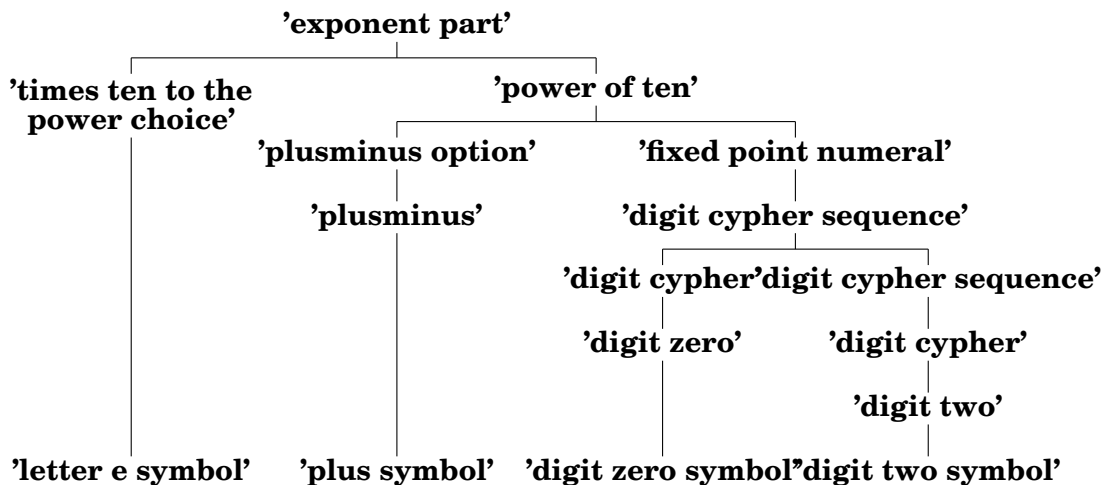 ’exponent part’
’times ten to the
power choice’
’power of ten’
’plusminus option’ ’fixed point numeral’
’plusminus’ ’digit cypher sequence’
’digit cypher’ ’digit cypher sequence’
’digit zero’ ’digit cypher’
’digit two’
’letter e symbol’ ’plus symbol’ ’digit zero symbol’ ’digit two symbol’